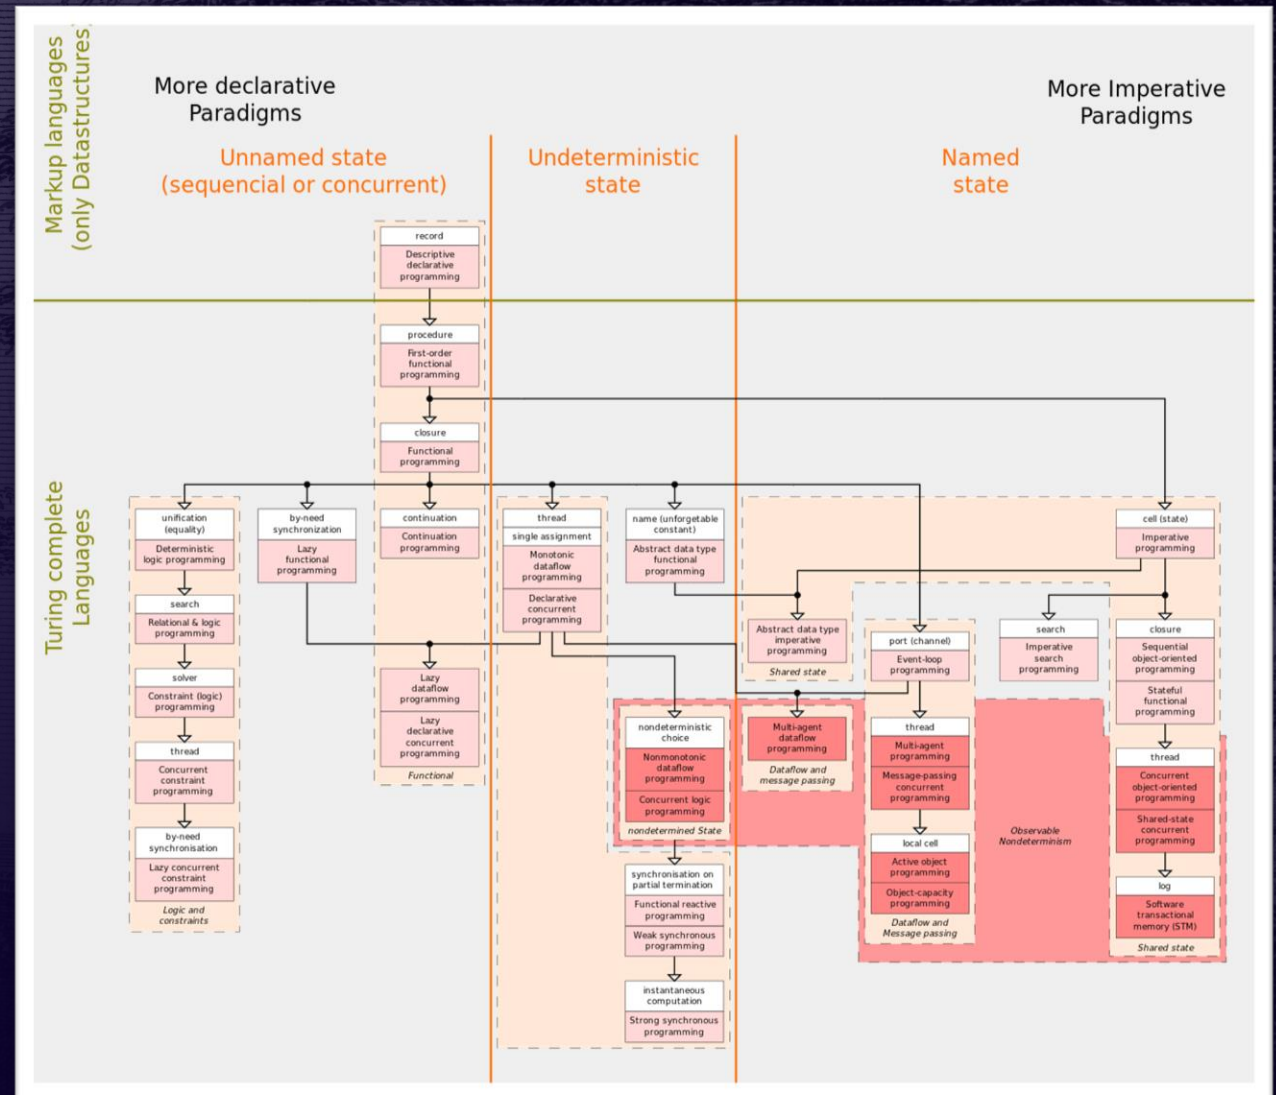 Markup languages
(only Datastructures)
More declarative
Paradigms
More Imperative
Paradigms
Unnamed state
(sequencial or concurrent)
Undeterministic
state
Named
state
record
Descriptive
declarative
programming
Turing complete
Languages
procedure
First-order
functional
programming
closure
Functional
programming
unification
(equality)
Deterministic
logic programming
search
Relational & logic
programming
solver
Constraint (logic)
programming
thread
Concurrent
constraint
programming
by-need
synchronisation
Lazy concurrent
constraint
programming
Logic and
constraints
by-need
synchronization
Lazy
functional
programming
continuation
Continuation
programming
Lazy
dataflow
programming
Lazy
declarative
concurrent
programming
Functional
thread
single assignment
Monotonic
dataflow
programming
Declarative
concurrent
programming
name (unforgetable
constant)
Abstract data type
functional
programming
nondeterministic
choice
Nonmonotonic
dataflow
programming
Concurrent logic
programming
nondetermined State
synchronisation on
partial termination
Functional reactive
programming
Weak synchronous
programming
instantaneous
computation
Strong synchronous
programming
Abstract data type
imperative
programming
Shared state
Multi-agent
dataflow
programming
Dataflow and
message passing
port (channel)
Event-loop
programming
thread
Multi-agent
programming
Message-passing
concurrent
programming
local cell
Active object
programming
Object-capacity
programming
Dataflow and
Message passing
search
Imperative
search
programming
Observable
Nondeterminism
cell (state)
Imperative
programming
closure
Sequential
object-oriented
programming
Stateful
functional
programming
thread
Concurrent
object-oriented
programming
Shared-state
concurrent
programming
log
Software
transactional
memory (STM)
Shared state